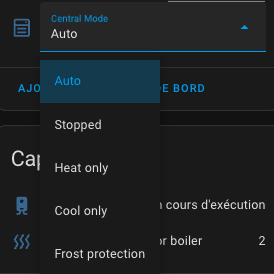 Central Mode
Auto
Auto
AJO
DE BORD
Stopped
Cap
Heat only
n cours d'exécution
Cool only
or boiler 2
Frost protection